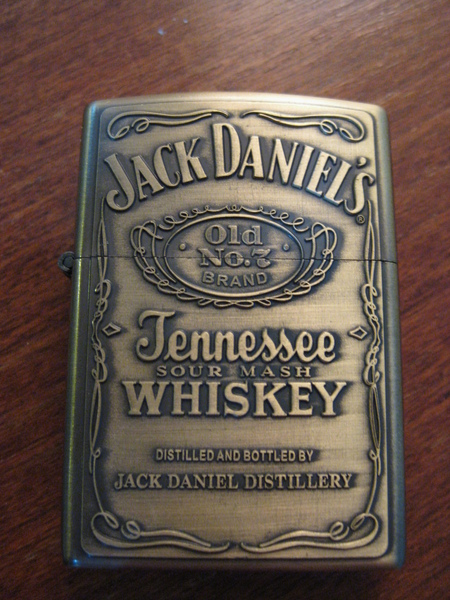 JACK DANIEL'S
®
Old
NO.7
BRAND
Tennessee
SOUR MASH
WHISKEY
DISTILLED AND BOTTLED BY
JACK DANIEL DISTILLERY